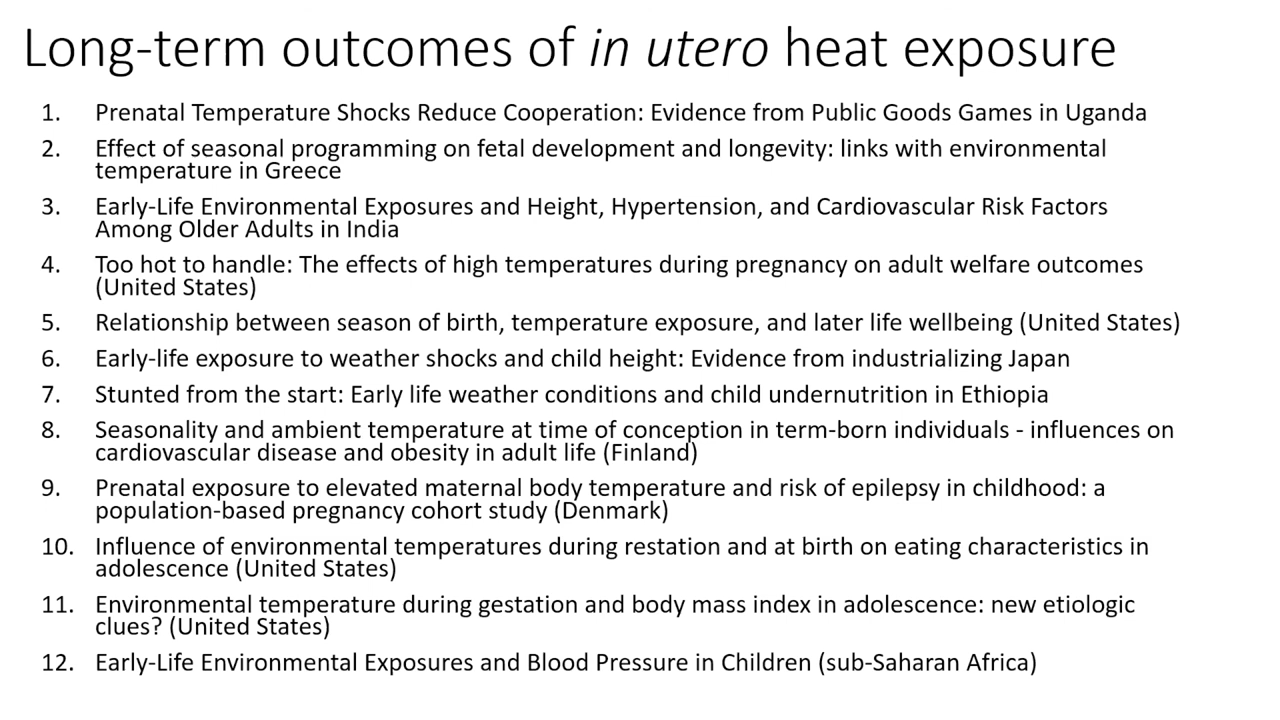 Long-term outcomes of in utero heat exposure
1. Prenatal Temperature Shocks Reduce Cooperation: Evidence from Public Goods Games in Uganda
2. Effect of seasonal programming on fetal development and longevity: links with environmental
temperature in Greece
3. Early-Life Environmental Exposures and Height, Hypertension, and Cardiovascular Risk Factors
Among Older Adults in India
4. Too hot to handle: The effects of high temperatures during pregnancy on adult welfare outcomes
(United States)
5. Relationship between season of birth, temperature exposure, and later life wellbeing (United States)
6. Early-life exposure to weather shocks and child height: Evidence from industrializing Japan
7. Stunted from the start: Early life weather conditions and child undernutrition in Ethiopia
8. Seasonality and ambient temperature at time of conception in term-born individuals - influences on
cardiovascular disease and obesity in adult life (Finland)
9. Prenatal exposure to elevated maternal body temperature and risk of epilepsy in childhood: a
population-based pregnancy cohort study (Denmark)
10. Influence of environmental temperatures during restation and at birth on eating characteristics in
adolescence (United States)
11. Environmental temperature during gestation and body mass index in adolescence: new etiologic
clues? (United States)
12. Early-Life Environmental Exposures and Blood Pressure in Children (sub-Saharan Africa)